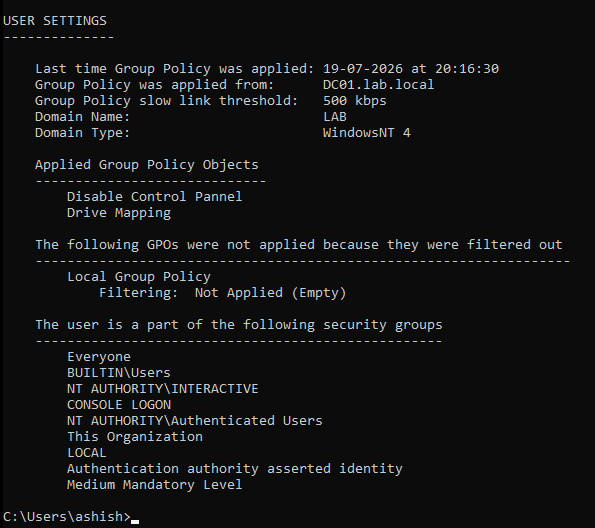 USER SETTINGS
--------------
Last time Group Policy was applied: 19-07-2026 at 20:16:30
Group Policy was applied from:      DC01.lab.local
Group Policy slow link threshold:   500 kbps
Domain Name:                        LAB
Domain Type:                        WindowsNT 4
Applied Group Policy Objects
-----------------------------
Disable Control Pannel
Drive Mapping
The following GPOs were not applied because they were filtered out
-------------------------------------------------------------------
Local Group Policy
Filtering:  Not Applied (Empty)
The user is a part of the following security groups
---------------------------------------------------
Everyone
BUILTIN\Users
NT AUTHORITY\INTERACTIVE
CONSOLE LOGON
NT AUTHORITY\Authenticated Users
This Organization
LOCAL
Authentication authority asserted identity
Medium Mandatory Level
C:\Users\ashish>